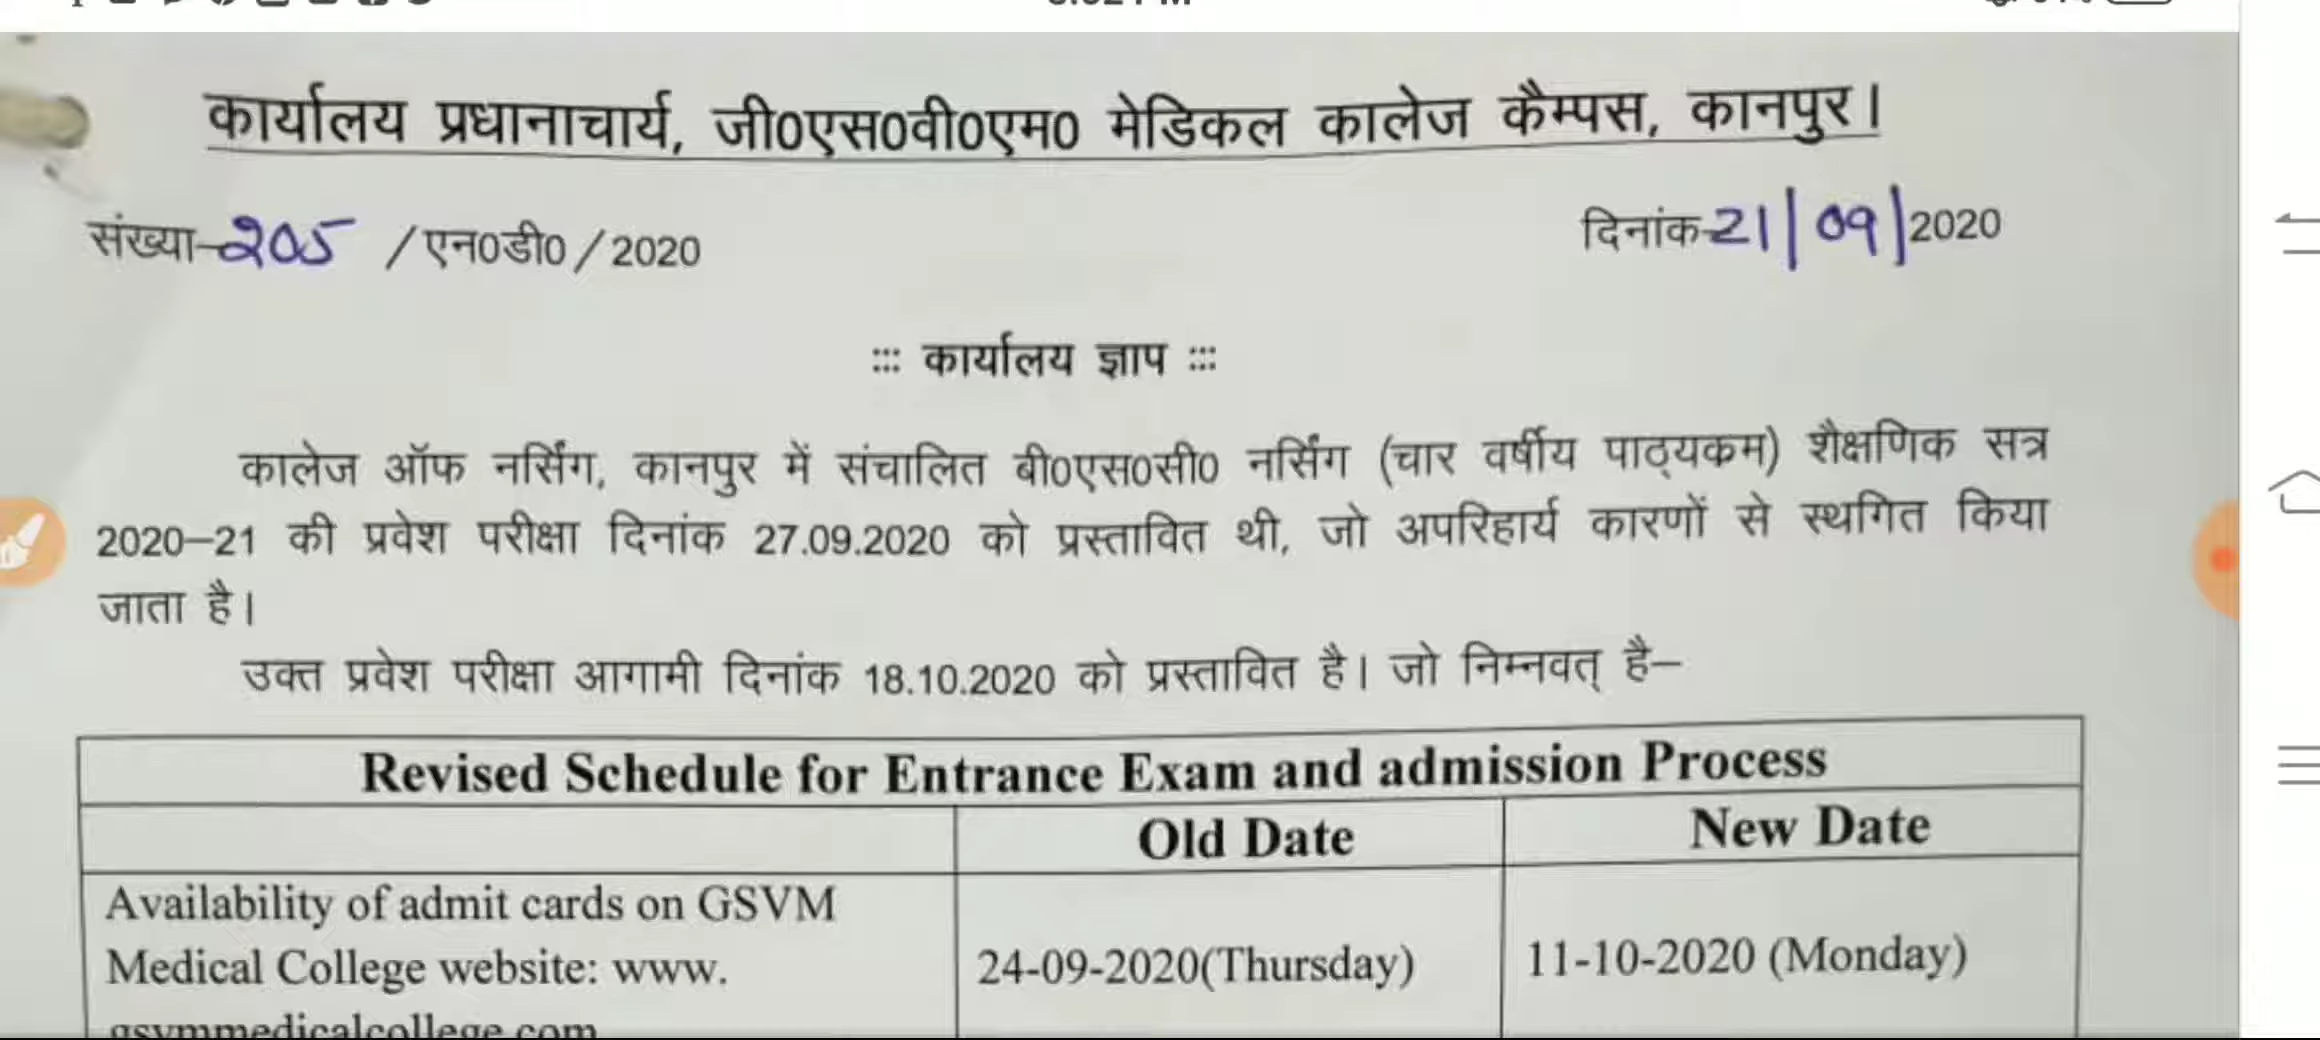 कार्यालय प्रधानाचार्य, जी0एस0वी0एम0 मेडिकल कालेज कैम्पस, कानपुर।
संख्या-205 /एन0डी0/2020 दिनांक-21|09|2020
::: कार्यालय ज्ञाप :::
कालेज ऑफ नर्सिंग, कानपुर में संचालित बी0एस0सी0 नर्सिंग (चार वर्षीय पाठ्यकम) शैक्षणिक सत्र
2020–21 की प्रवेश परीक्षा दिनांक 27.09.2020 को प्रस्तावित थी, जो अपरिहार्य कारणों से स्थगित किया
जाता है।
उक्त प्रवेश परीक्षा आगामी दिनांक 18.10.2020 को प्रस्तावित है। जो निम्नवत् है–
Revised Schedule for Entrance Exam and admission Process
Old Date New Date
Availability of admit cards on GSVM
Medical College website: www. 24-09-2020(Thursday) 11-10-2020 (Monday)
gsvmmedicalcollege.com